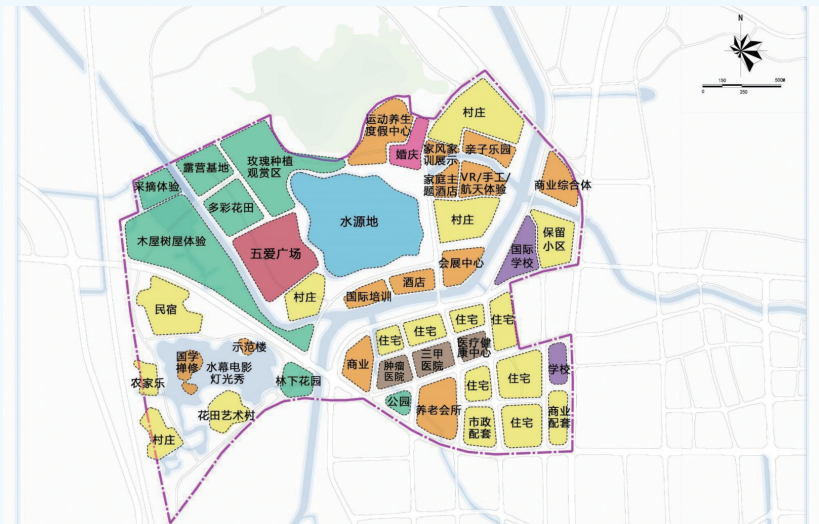 N
0
150
250
500米
村庄
运动养生
度假中心
婚庆
家风家
训展示
亲子乐园
玫瑰种植
观赏区
露营基地
采摘体验
家庭主
题酒店
VR/手工/
航天体验
商业综合体
多彩花田
水源地
村庄
木屋树屋体验
五爱广场
保留
小区
国际
学校
会展中心
酒店
国际培训
村庄
民宿
住宅
住宅
住宅
住宅
示范楼
医疗健
康中心
国学
禅修
水幕电影
灯光秀
商业
肿瘤
医院
三甲
医院
学校
农家乐
林下花园
住宅
住宅
公园
养老会所
花田艺术村
市政
配套
住宅
商业
配套
村庄